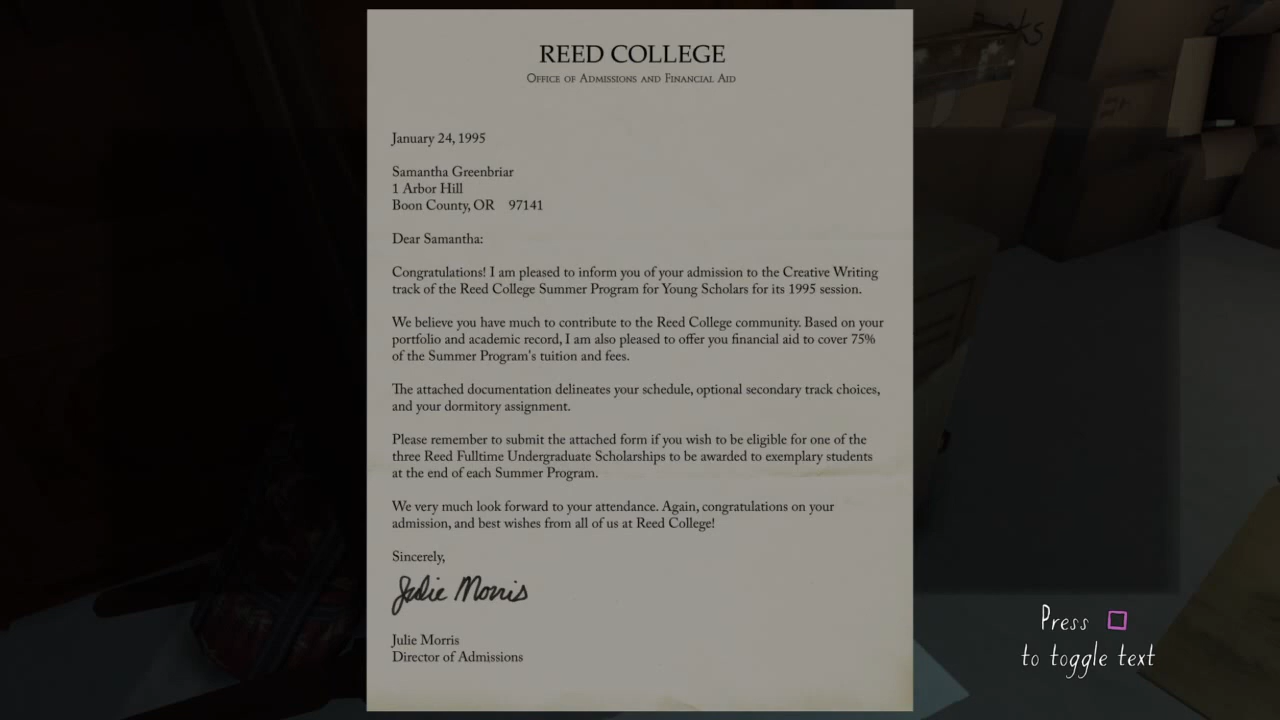 REED COLLEGE
Office of Admissions and Financial Aid
January 24, 1995
Samantha Greenbriar
1 Arbor Hill
Boon County, OR 97141
Dear Samantha:
Congratulations! I am pleased to inform you of your admission to the Creative Writing
track of the Reed College Summer Program for Young Scholars for its 1995 session.
We believe you have much to contribute to the Reed College community. Based on your
portfolio and academic record, I am also pleased to offer you financial aid to cover 75%
of the Summer Program's tuition and fees.
The attached documentation delineates your schedule, optional secondary track choices,
and your dormitory assignment.
Please remember to submit the attached form if you wish to be eligible for one of the
three Reed Fulltime Undergraduate Scholarships to be awarded to exemplary students
at the end of each Summer Program.
We very much look forward to your attendance. Again, congratulations on your
admission, and best wishes from all of us at Reed College!
Sincerely,
Julie Morris
Julie Morris
Director of Admissions
Press
to toggle text